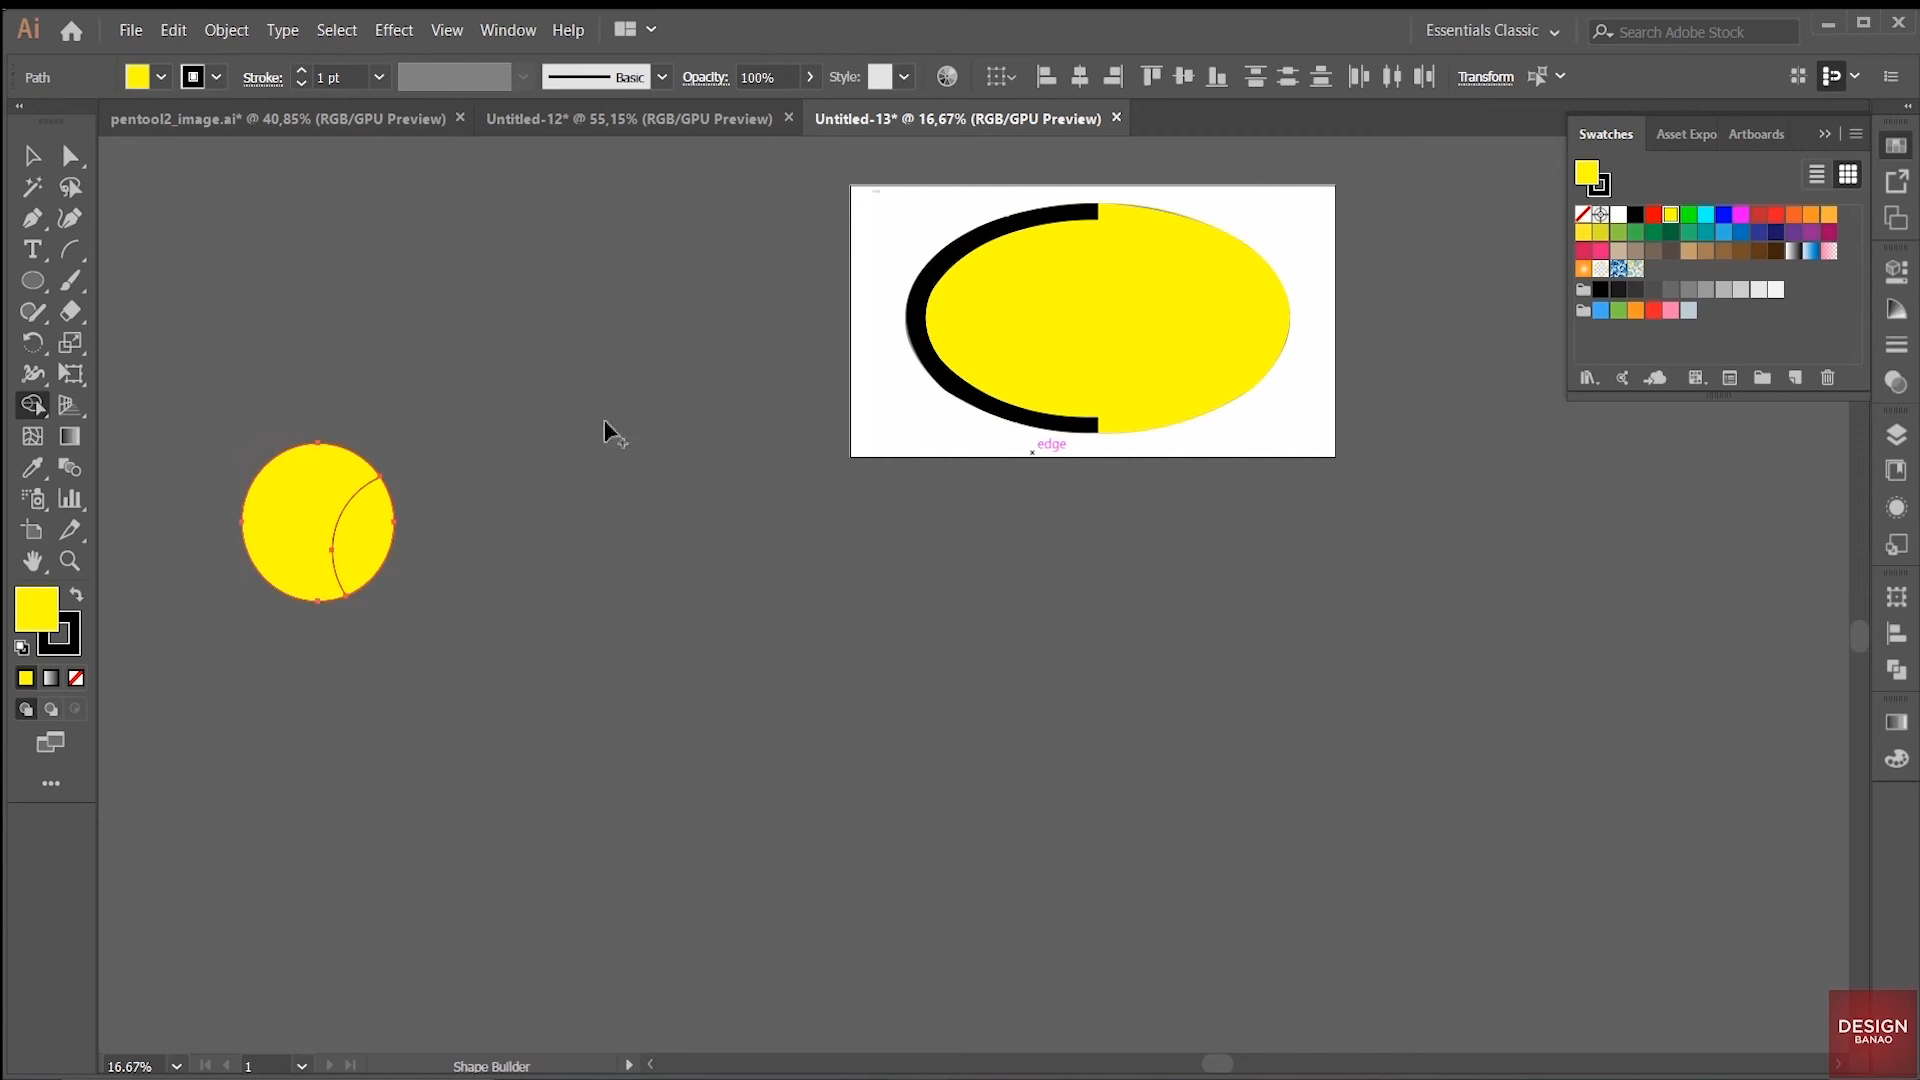 Ai File Edit Object Type Select Effect View Window Help Essentials Classic Search Adobe Stock
Path Stroke: 1 pt Basic Opacity: 100% Style: Transform
pentool2_image.ai* @ 40,85% (RGB/GPU Preview) Untitled-12* @ 55,15% (RGB/GPU Preview) Untitled-13* @ 16,67% (RGB/GPU Preview)
Swatches Asset Expo Artboards
edge
16.67% 1 Shape Builder
DESIGN
BANAO